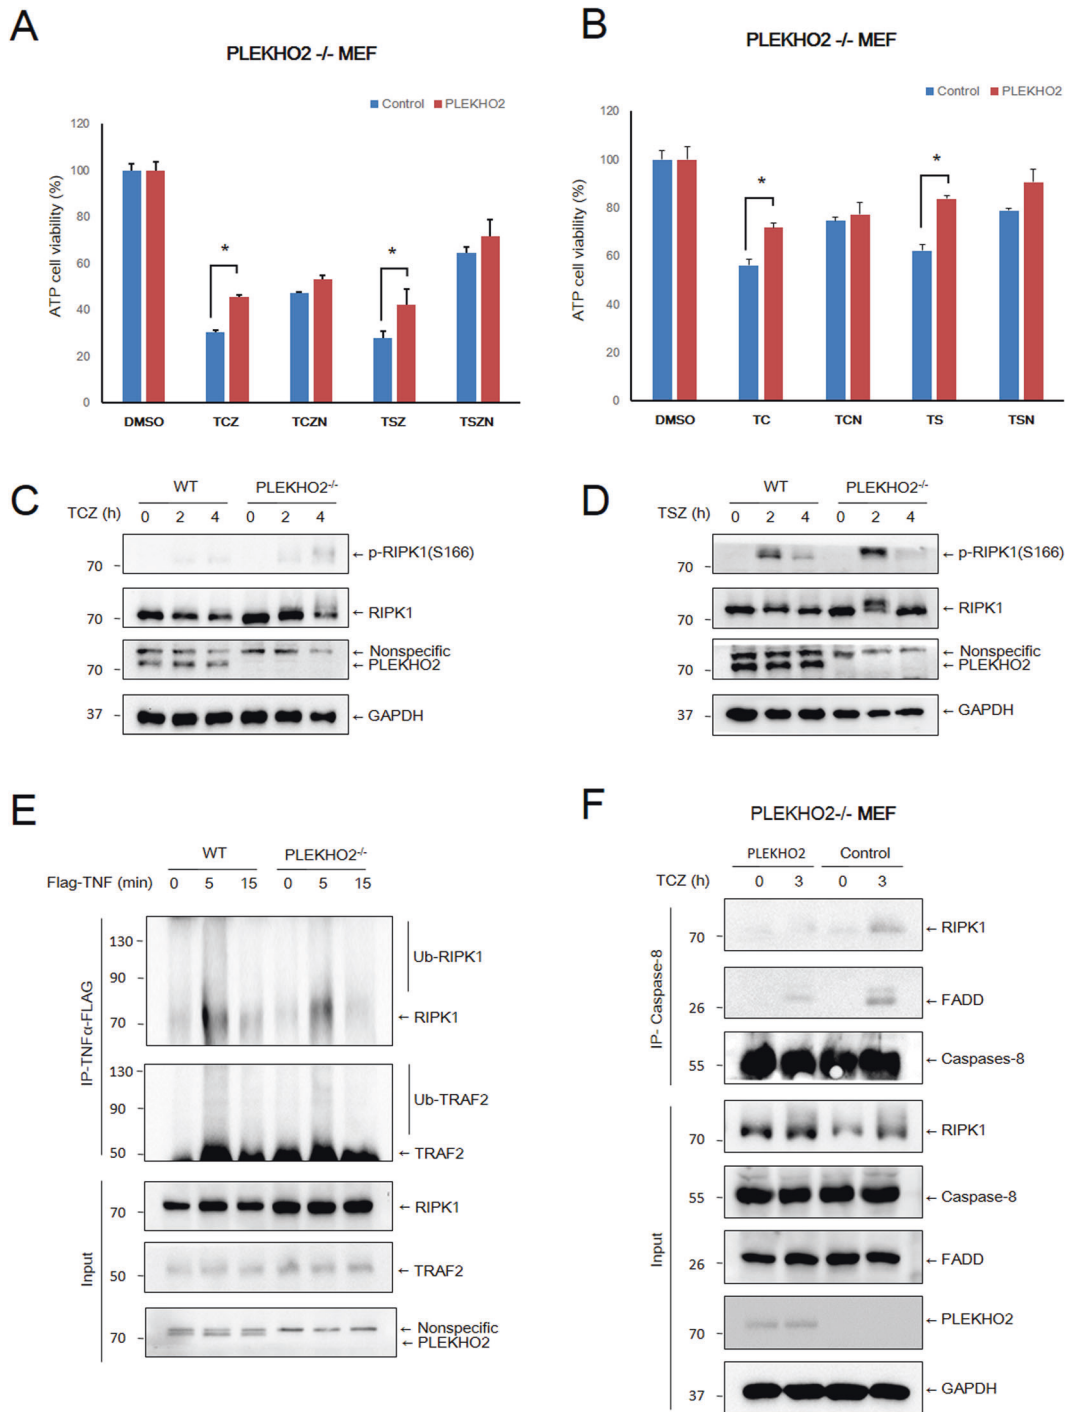 A
PLEKHO2 -/- MEF
Control PLEKHO2
ATP cell viability (%)
120
100
80
60
40
20
0
* *
DMSO TCZ TCZN TSZ TSZN
B
PLEKHO2 -/- MEF
Control PLEKHO2
ATP cell viability (%)
120
100
80
60
40
20
0
* *
DMSO TC TCN TS TSN
C
WT PLEKHO2-/-
TCZ (h) 0 2 4 0 2 4
70 – ← p-RIPK1(S166)
70 – ← RIPK1
← Nonspecific
70 – ← PLEKHO2
37 – ← GAPDH
D
WT PLEKHO2-/-
TSZ (h) 0 2 4 0 2 4
70 – ← p-RIPK1(S166)
70 – ← RIPK1
← Nonspecific
70 – ← PLEKHO2
37 – ← GAPDH
E
WT PLEKHO2-/-
Flag-TNF (min) 0 5 15 0 5 15
IP-TNFα-FLAG
130 –
Ub-RIPK1
90 –
70 – ← RIPK1
130 –
Ub-TRAF2
90 –
50 – ← TRAF2
Input
70 – ← RIPK1
50 – ← TRAF2
← Nonspecific
70 – ← PLEKHO2
F
PLEKHO2-/- MEF
PLEKHO2 Control
TCZ (h) 0 3 0 3
IP- Caspase-8
70 – ← RIPK1
26 – ← FADD
55 – ← Caspases-8
Input
70 – ← RIPK1
55 – ← Caspase-8
26 – ← FADD
70 – ← PLEKHO2
37 – ← GAPDH